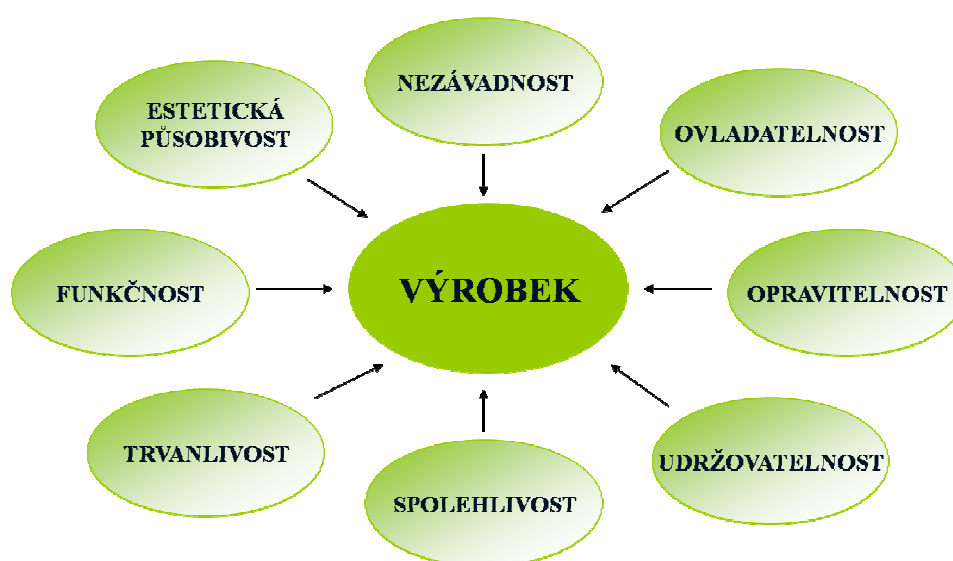 NEZÁVADNOST
ESTETICKÁ
PŮSOBIVOST
OVLADATELNOST
FUNKČNOST
VÝROBEK
OPRAVITELNOST
TRVANLIVOST
UDRŽOVATELNOST
SPOLEHLIVOST